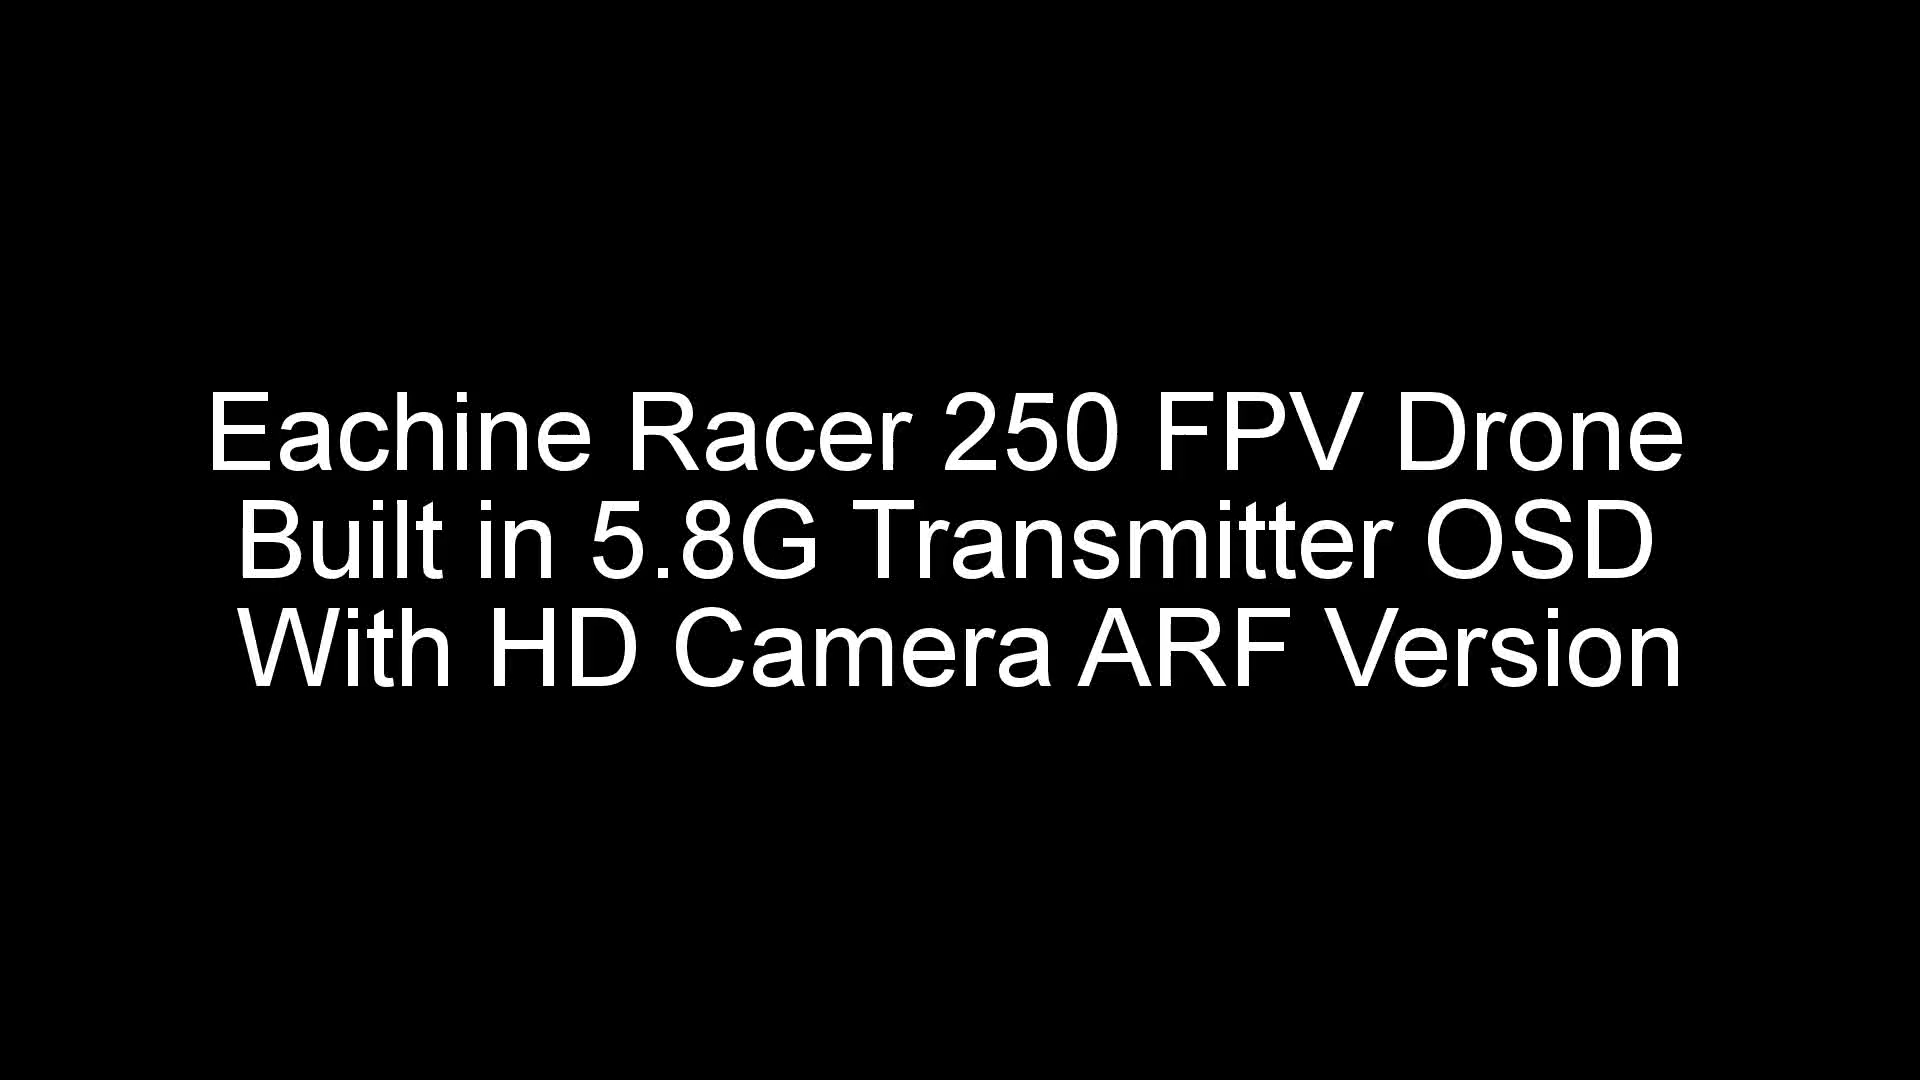 Eachine Racer 250 FPV Drone
Built in 5.8G Transmitter OSD
With HD Camera ARF Version